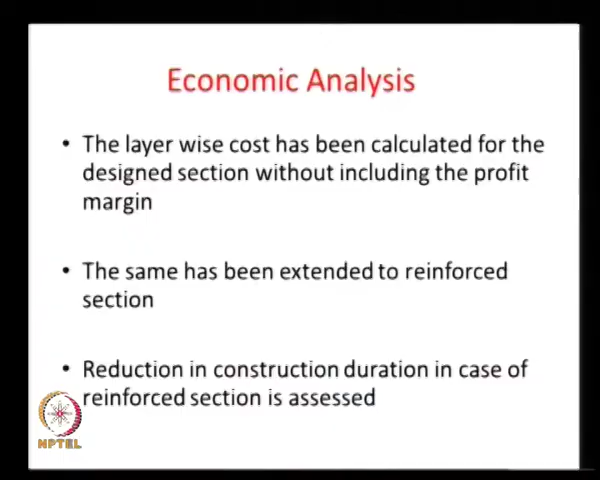 Economic Analysis
• The layer wise cost has been calculated for the
designed section without including the profit
margin
• The same has been extended to reinforced
section
• Reduction in construction duration in case of
reinforced section is assessed
NPTEL